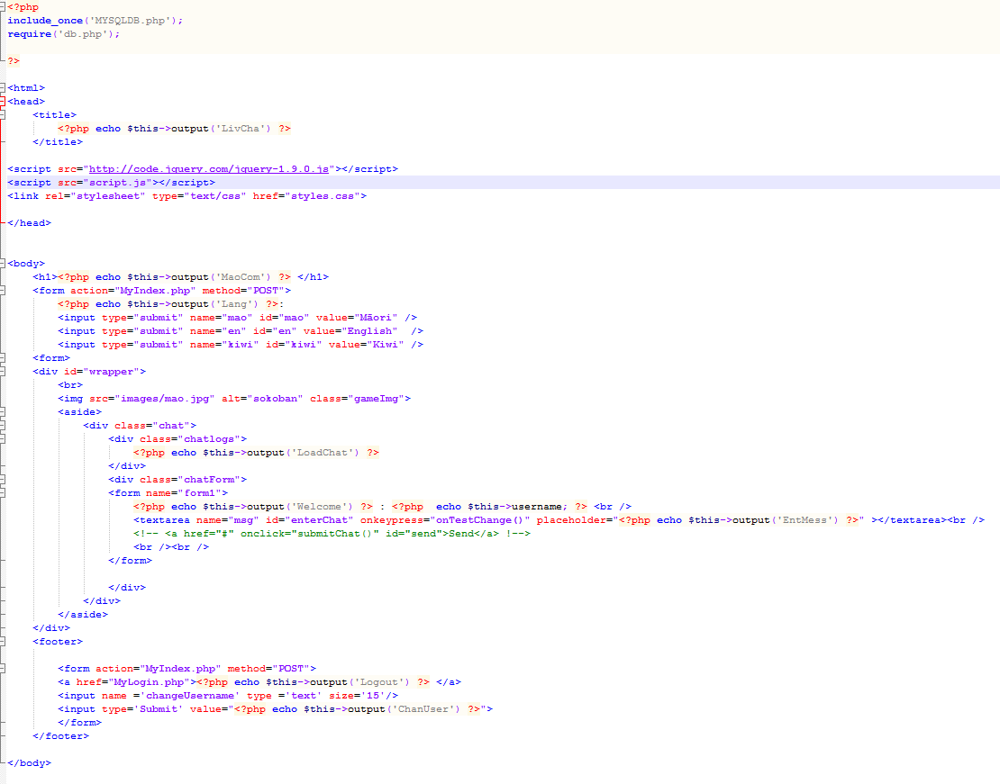 <?php
include_once('MYSQLDB.php');
require('db.php');
?>
<html>
<head>
<title>
<?php echo $this->output('LivCha') ?>
</title>
<script src="http://code.jquery.com/jquery-1.9.0.js"></script>
<script src="script.js"></script>
<link rel="stylesheet" type="text/css" href="styles.css">
</head>
<body>
<h1><?php echo $this->output('MaoCom') ?> </h1>
<form action="MyIndex.php" method="POST">
<?php echo $this->output('Lang') ?>:
<input type="submit" name="mao" id="mao" value="Māori" />
<input type="submit" name="en" id="en" value="English"  />
<input type="submit" name="kiwi" id="kiwi" value="Kiwi" />
<form>
<div id="wrapper">
<br>
<img src="images/mao.jpg" alt="sokoban" class="gameImg">
<aside>
<div class="chat">
<div class="chatlogs">
<?php echo $this->output('LoadChat') ?>
</div>
<div class="chatForm">
<form name="form1">
<?php echo $this->output('Welcome') ?> : <?php  echo $this->username; ?> <br />
<textarea name="msg" id="enterChat" onkeypress="onTestChange()" placeholder="<?php echo $this->output('EntMess') ?>" ></textarea><br />
<!-- <a href="#" onclick="submitChat()" id="send">Send</a> !-->
<br /><br />
</form>
</div>
</div>
</aside>
</div>
<footer>
<form action="MyIndex.php" method="POST">
<a href="MyLogin.php"><?php echo $this->output('Logout') ?> </a>
<input name ='changeUsername' type ='text' size='15'/>
<input type='Submit' value="<?php echo $this->output('ChanUser') ?>">
</form>
</footer>
</body>